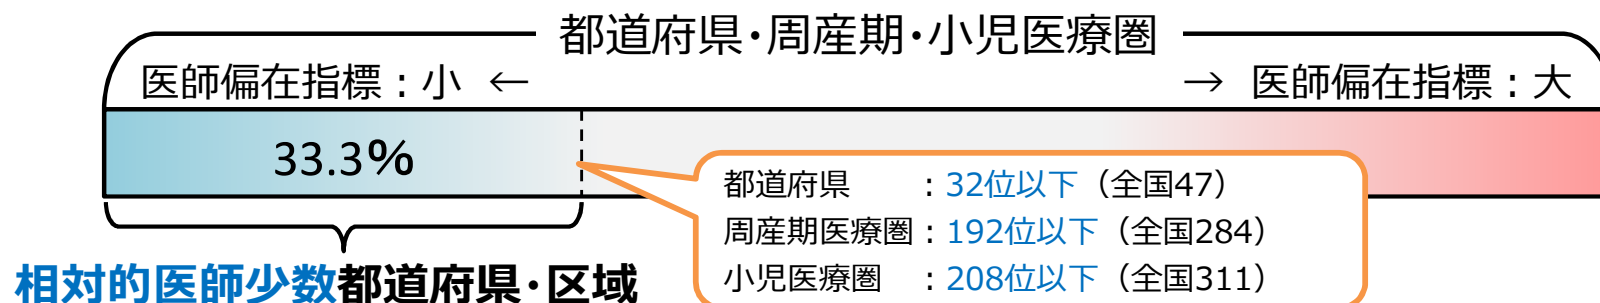 都道府県・周産期・小児医療圏
医師偏在指標：小 ← → 医師偏在指標：大
33.3%
都道府県 ：32位以下（全国47）
周産期医療圏：192位以下（全国284）
小児医療圏 ：208位以下（全国311）
相対的医師少数都道府県・区域